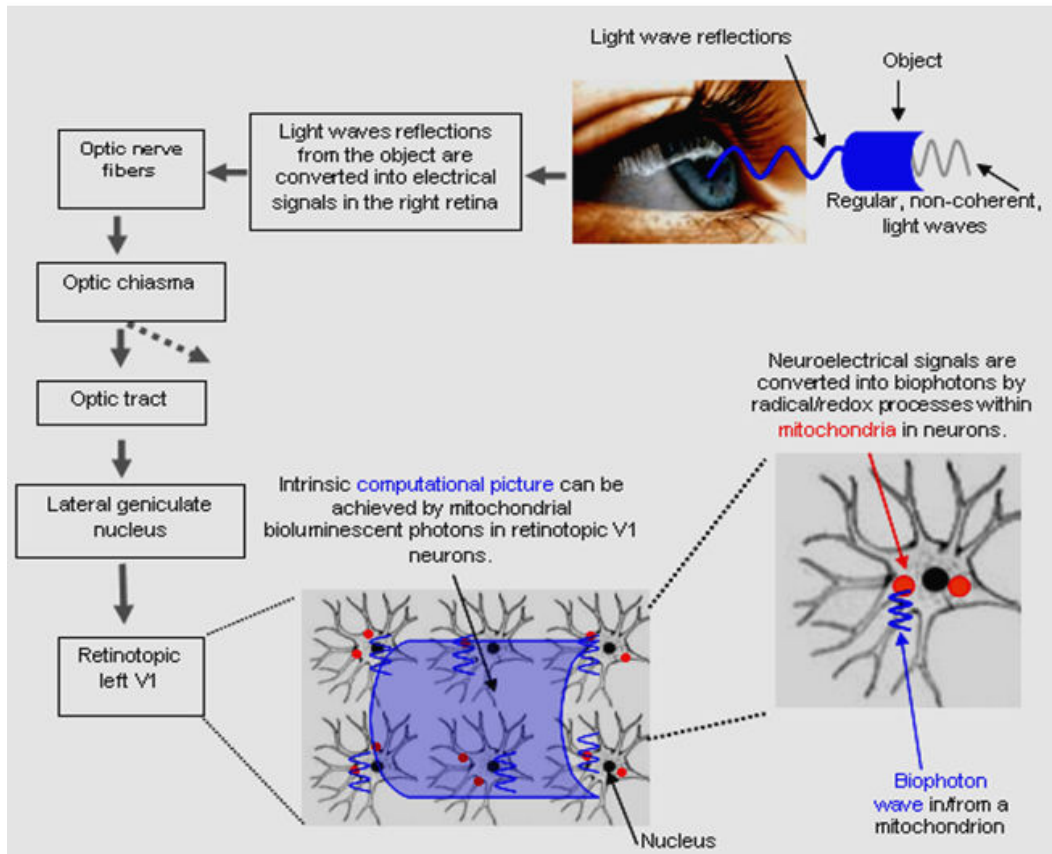 Light wave reflections
Object
Regular, non-coherent,
light waves
Light waves reflections
from the object are
converted into electrical
signals in the right retina
Optic nerve
fibers
Optic chiasma
Optic tract
Lateral geniculate
nucleus
Retinotopic
left V1
Intrinsic computational picture can be
achieved by mitochondrial
bioluminescent photons in retinotopic V1
neurons.
Neuroelectrical signals are
converted into biophotons by
radical/redox processes within
mitochondria in neurons.
Nucleus
Biophoton
wave in/from a
mitochondrion